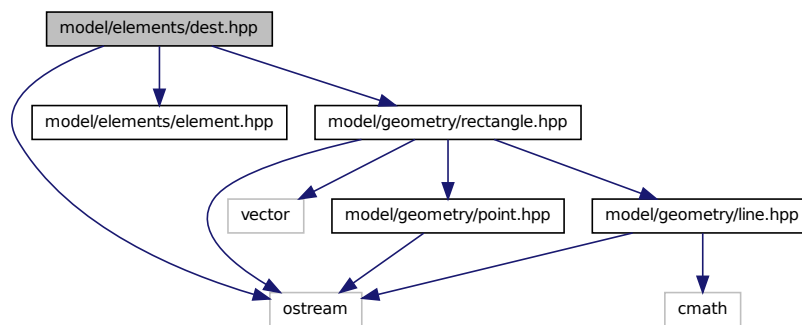 model/elements/dest.hpp
model/elements/element.hpp
model/geometry/rectangle.hpp
vector
model/geometry/point.hpp
model/geometry/line.hpp
ostream
cmath